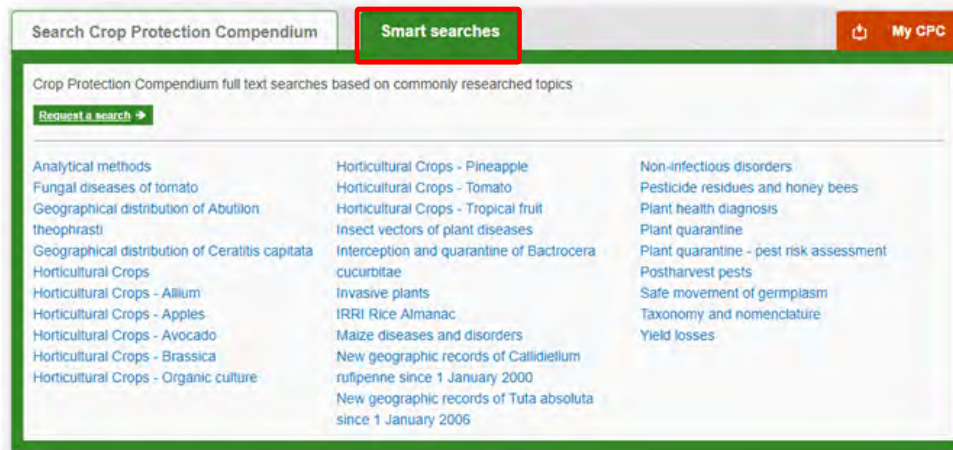 Search Crop Protection Compendium
Smart searches
My CPC
Crop Protection Compendium full text searches based on commonly researched topics
Request a search
Analytical methods
Fungal diseases of tomato
Geographical distribution of Abutilon
theophrasti
Geographical distribution of Ceratitis capitata
Horticultural Crops
Horticultural Crops - Allium
Horticultural Crops - Apples
Horticultural Crops - Avocado
Horticultural Crops - Brassica
Horticultural Crops - Organic culture
Horticultural Crops - Pineapple
Horticultural Crops - Tomato
Horticultural Crops - Tropical fruit
Insect vectors of plant diseases
Interception and quarantine of Bactrocera
cucurbitae
Invasive plants
IRRI Rice Almanac
Maize diseases and disorders
New geographic records of Callidiellum
rufipenne since 1 January 2000
New geographic records of Tuta absoluta
since 1 January 2006
Non-infectious disorders
Pesticide residues and honey bees
Plant health diagnosis
Plant quarantine
Plant quarantine - pest risk assessment
Postharvest pests
Safe movement of germplasm
Taxonomy and nomenclature
Yield losses